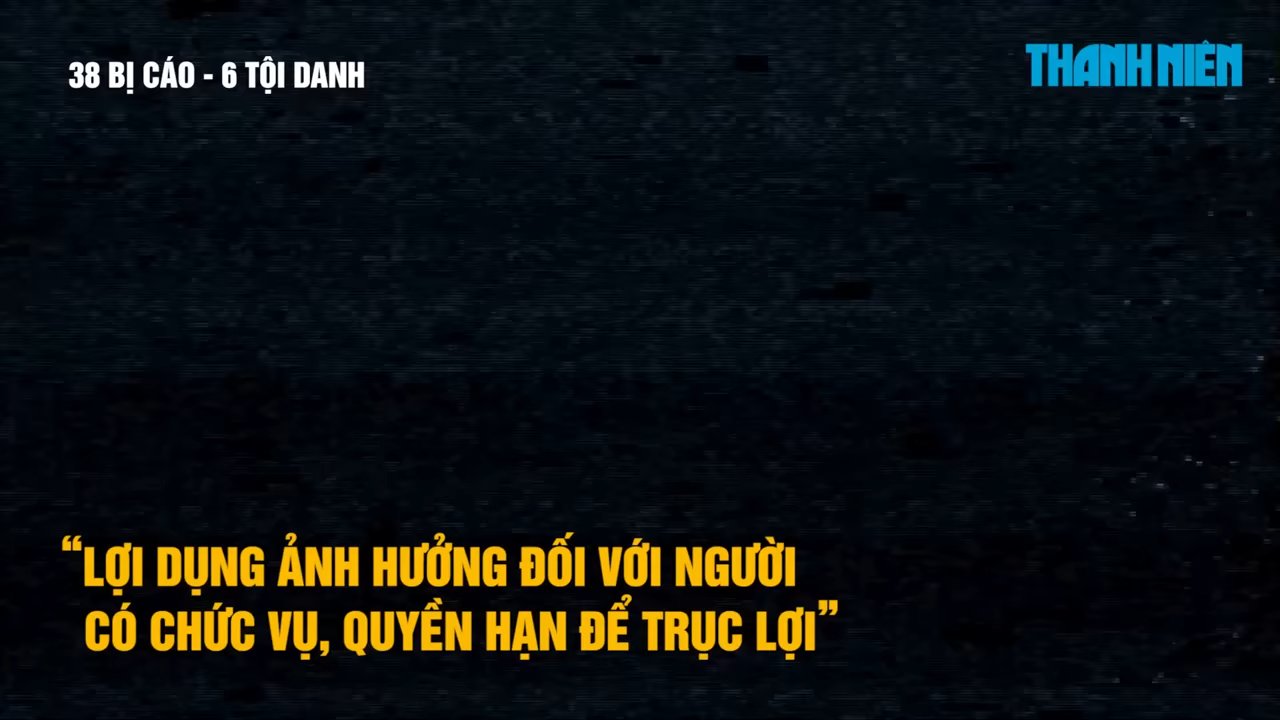 38 BỊ CÁO - 6 TỘI DANH
THANH NIÊN
“LỢI DỤNG ẢNH HƯỞNG ĐỐI VỚI NGƯỜI
CÓ CHỨC VỤ, QUYỀN HẠN ĐỂ TRỤC LỢI”